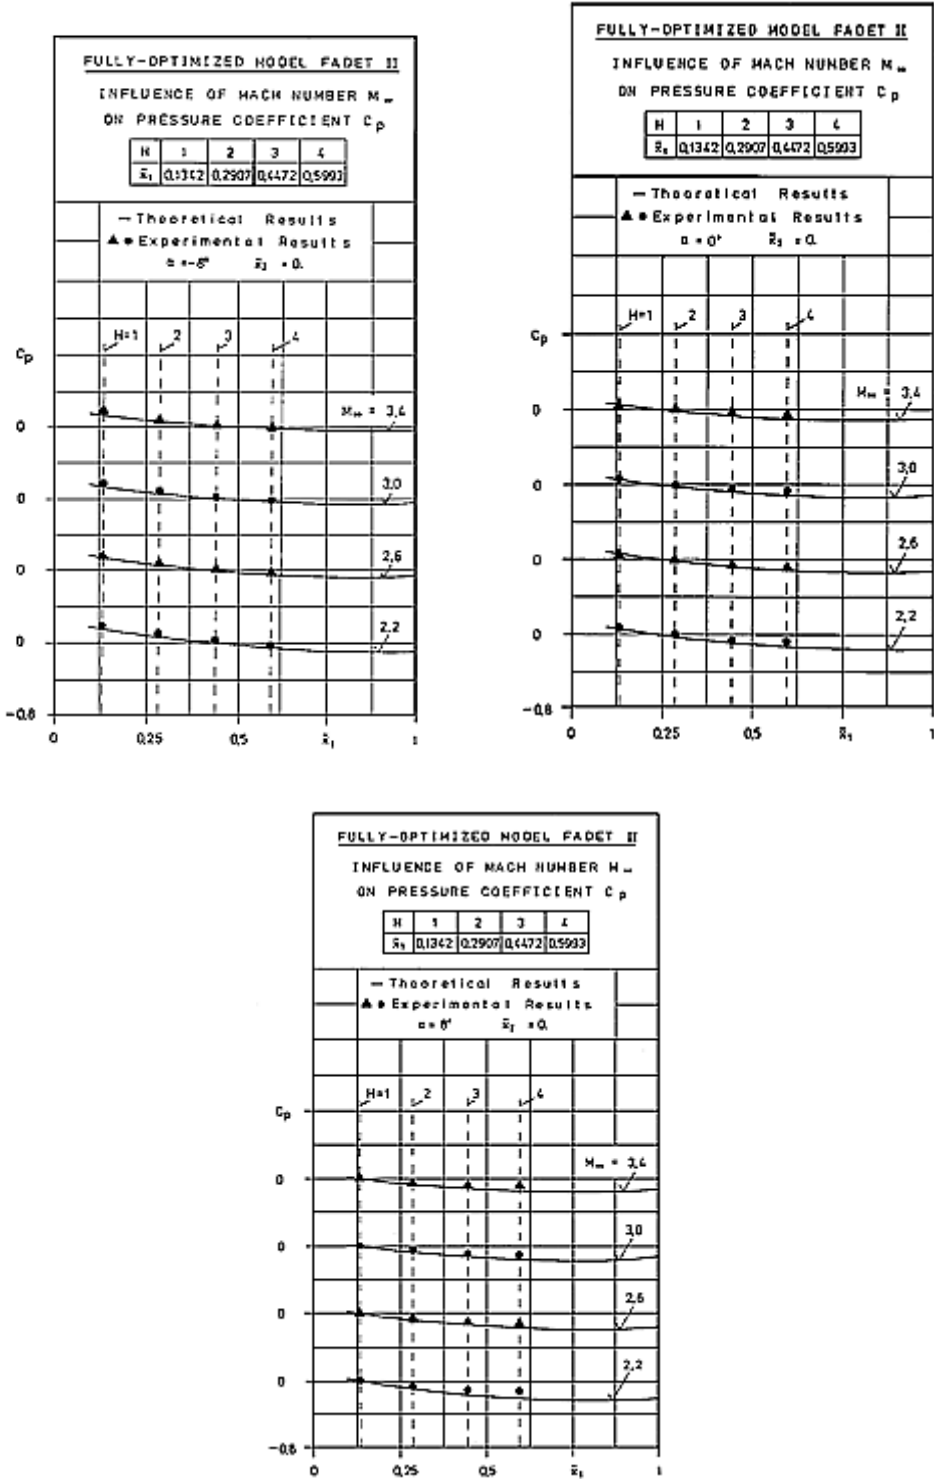 FULLY-OPTIMIZED MODEL FADET II
INFLUENCE OF MACH NUMBER M∞
ON PRESSURE COEFFICIENT Cp
N 1 2 3 4
x̃1 0,1342 0,2907 0,4472 0,5993
— Theoretical Results
▲ ● Experimental Results
α = -8° x̃2 = 0.
N=1 2 3 4
Cp
M∞ = 3,4
0
3,0
0
2,6
0
2,2
0
-0,8
0 0,25 0,5 x̃1 1
FULLY-OPTIMIZED MODEL FADET II
INFLUENCE OF MACH NUMBER M∞
ON PRESSURE COEFFICIENT Cp
N 1 2 3 4
x̃1 0,1342 0,2907 0,4472 0,5993
— Theoretical Results
▲ ● Experimental Results
α = 0° x̃2 = 0.
N=1 2 3 4
Cp
M∞ = 3,4
0
3,0
0
2,6
0
2,2
0
-0,8
0 0,25 0,5 x̃1 1
FULLY-OPTIMIZED MODEL FADET II
INFLUENCE OF MACH NUMBER M∞
ON PRESSURE COEFFICIENT Cp
N 1 2 3 4
x̃1 0,1342 0,2907 0,4472 0,5993
— Theoretical Results
▲ ● Experimental Results
α = 8° x̃2 = 0.
N=1 2 3 4
Cp
M∞ = 3,4
0
3,0
0
2,6
0
2,2
0
-0,8
0 0,25 0,5 x̃1 1